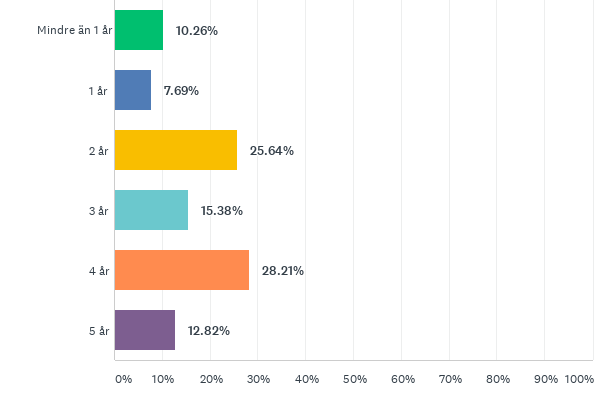 Mindre än 1 år 10.26%
1 år 7.69%
2 år 25.64%
3 år 15.38%
4 år 28.21%
5 år 12.82%
0% 10% 20% 30% 40% 50% 60% 70% 80% 90% 100%